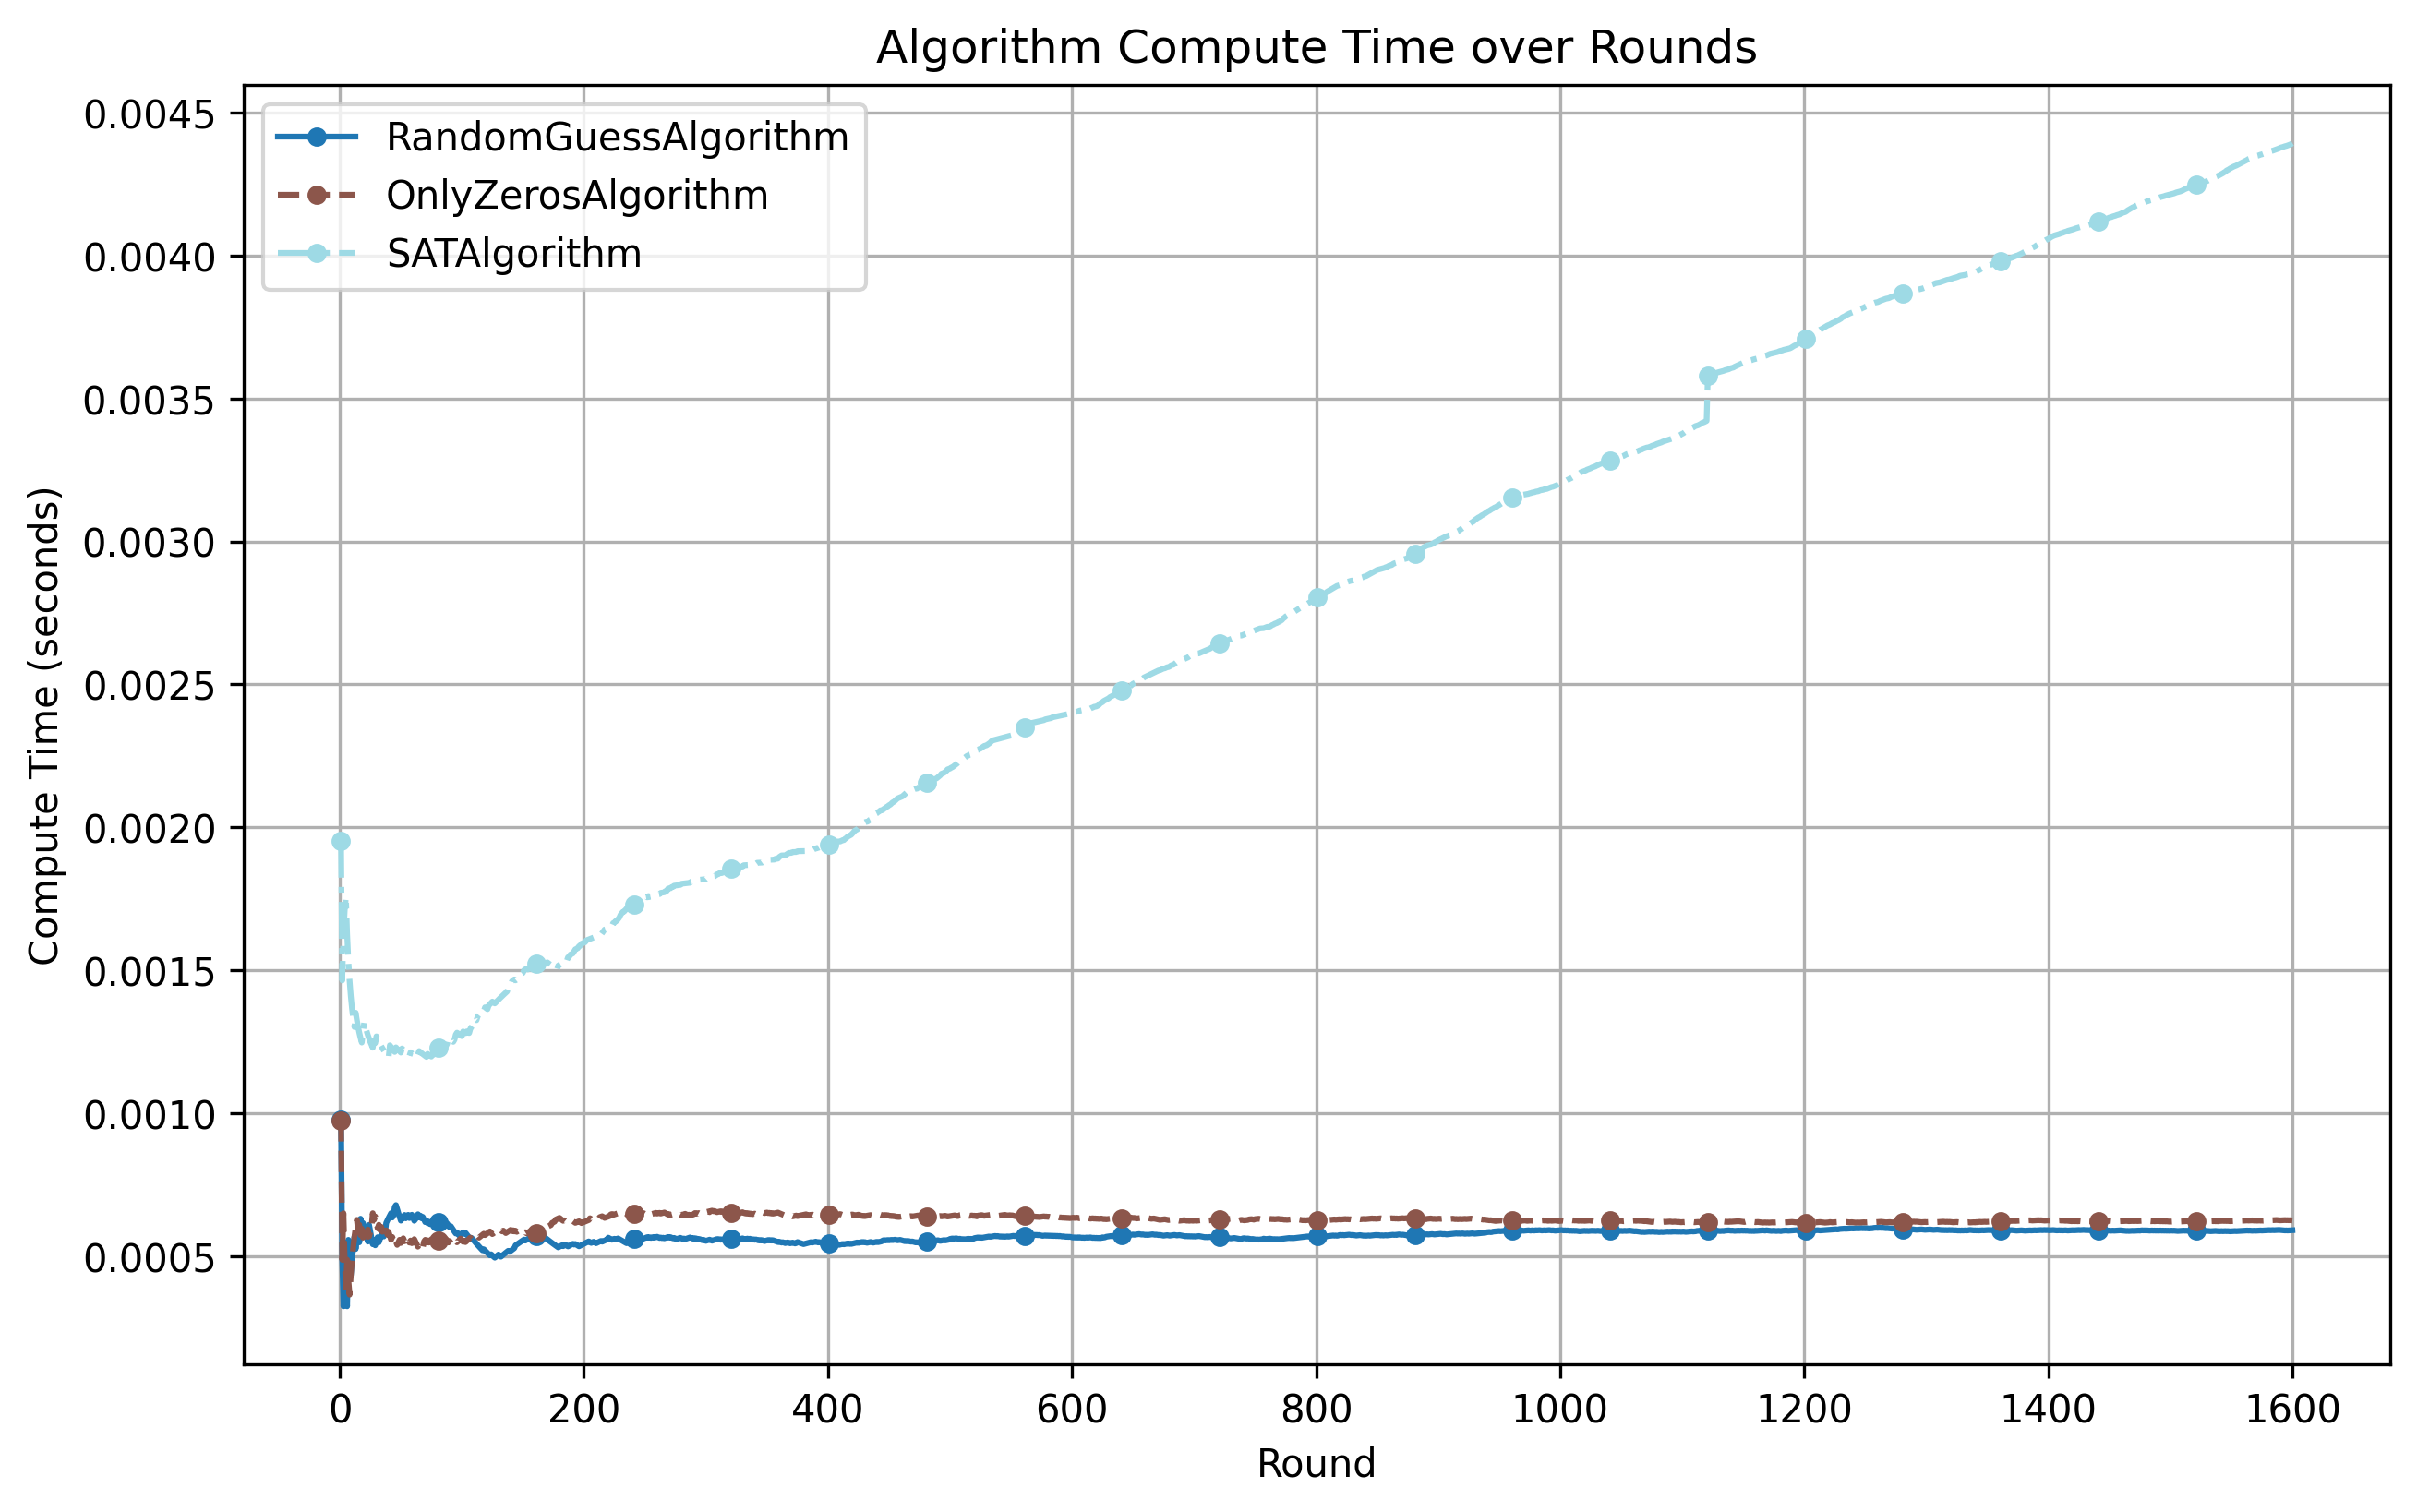 Algorithm Compute Time over Rounds
RandomGuessAlgorithm
OnlyZerosAlgorithm
SATAlgorithm
Compute Time (seconds)
0.0045
0.0040
0.0035
0.0030
0.0025
0.0020
0.0015
0.0010
0.0005
0 200 400 600 800 1000 1200 1400 1600
Round